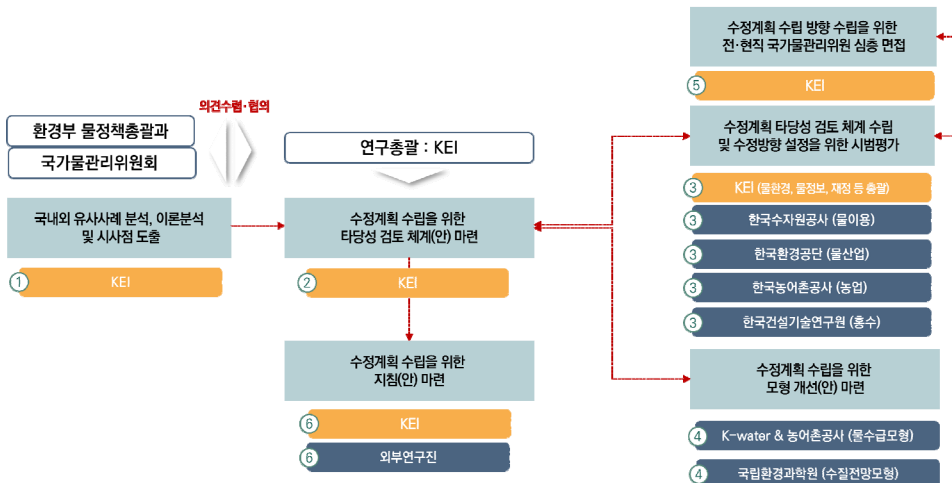 의견수렴·협의
환경부 물정책총괄과
국가물관리위원회
국내외 유사사례 분석, 이론분석
및 시사점 도출
① KEI
연구총괄 : KEI
수정계획 수립을 위한
타당성 검토 체계(안) 마련
② KEI
수정계획 수립을 위한
지침(안) 마련
⑥ KEI
⑥ 외부연구진
수정계획 수립 방향 수립을 위한
전·현직 국가물관리위원 심층 면접
⑤ KEI
수정계획 타당성 검토 체계 수립
및 수정방향 설정을 위한 시범평가
③ KEI (물환경, 물정보, 재정 등 총괄)
③ 한국수자원공사 (물이용)
③ 한국환경공단 (물산업)
③ 한국농어촌공사 (농업)
③ 한국건설기술연구원 (홍수)
수정계획 수립을 위한
모형 개선(안) 마련
④ K-water & 농어촌공사 (물수급모형)
④ 국립환경과학원 (수질전망모형)